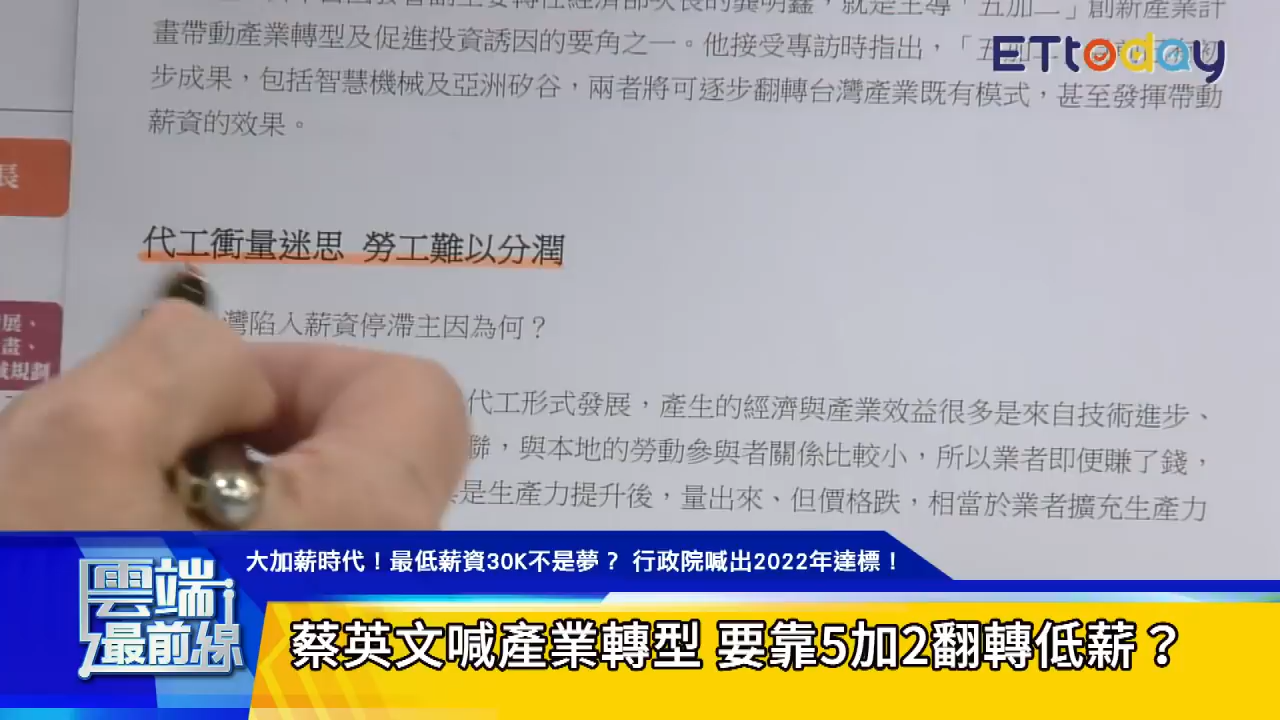 畫帶動產業轉型及促進投資誘因的要角之一。他接受專訪時指出，「五加二
ETtoday
步成果，包括智慧機械及亞洲矽谷，兩者將可逐步翻轉台灣產業既有模式，甚至發揮帶動
薪資的效果。
長
代工衝量迷思 勞工難以分潤
灣陷入薪資停滯主因為何？
展、
畫、
規劃
代工形式發展，產生的經濟與產業效益很多是來自技術進步、
聯，與本地的勞動參與者關係比較小，所以業者即便賺了錢，
是生產力提升後，量出來、但價格跌，相當於業者擴充生產力
大加薪時代！最低薪資30K不是夢？ 行政院喊出2022年達標！
雲端最前線
蔡英文喊產業轉型 要靠5加2翻轉低薪？